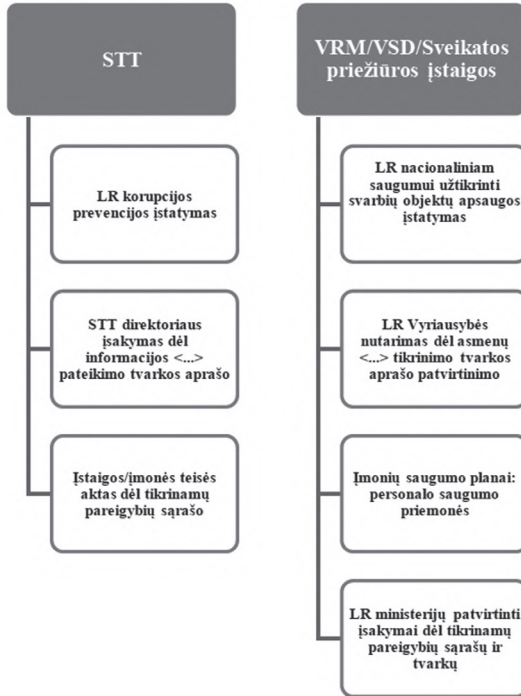 STT
LR korupcijos
prevencijos įstatymas
STT direktoriaus
įsakymas dėl
informacijos <...>
pateikimo tvarkos aprašo
Įstaigos/įmonės teisės
aktas dėl tikrinamų
pareigybių sąrašo
VRM/VSD/Sveikatos
priežiūros įstaigos
LR nacionaliniam
saugumui užtikrinti
svarbių objektų apsaugos
įstatymas
LR Vyriausybės
nutarimas dėl asmenų
<...> tikrinimo tvarkos
aprašo patvirtinimo
Įmonių saugumo planai:
personalo saugumo
priemonės
LR ministerijų patvirtinti
įsakymai dėl tikrinamų
pareigybių sąrašų ir
tvarkų